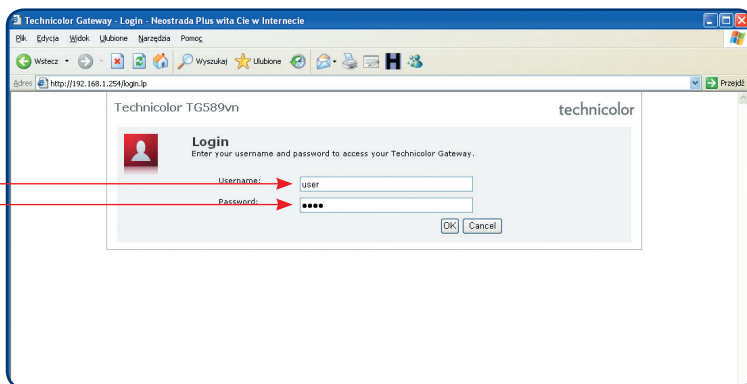 Technicolor Gateway - Login - Neostrada Plus wita Cie w Internecie
Plik Edycja Widok Ulubione Narzędzia Pomoc
Wstecz Wyszukaj Ulubione
Adres http://192.168.1.254/login.lp Przejdź
Technicolor TG589vn technicolor
Login
Enter your username and password to access your Technicolor Gateway.
Username: user
Password: ••••
OK Cancel